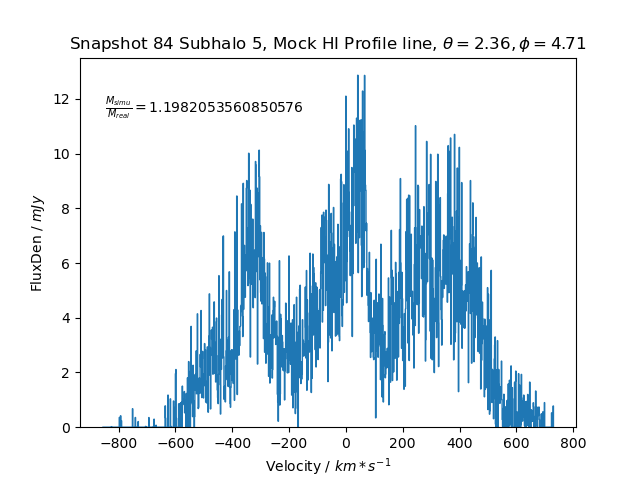 Snapshot 84 Subhalo 5, Mock HI Profile line, θ = 2.36, ϕ = 4.71
M_simu/M_real = 1.1982053560850576
FluxDen / mJy
12
10
8
6
4
2
0
−800 −600 −400 −200 0 200 400 600 800
Velocity / km * s⁻¹